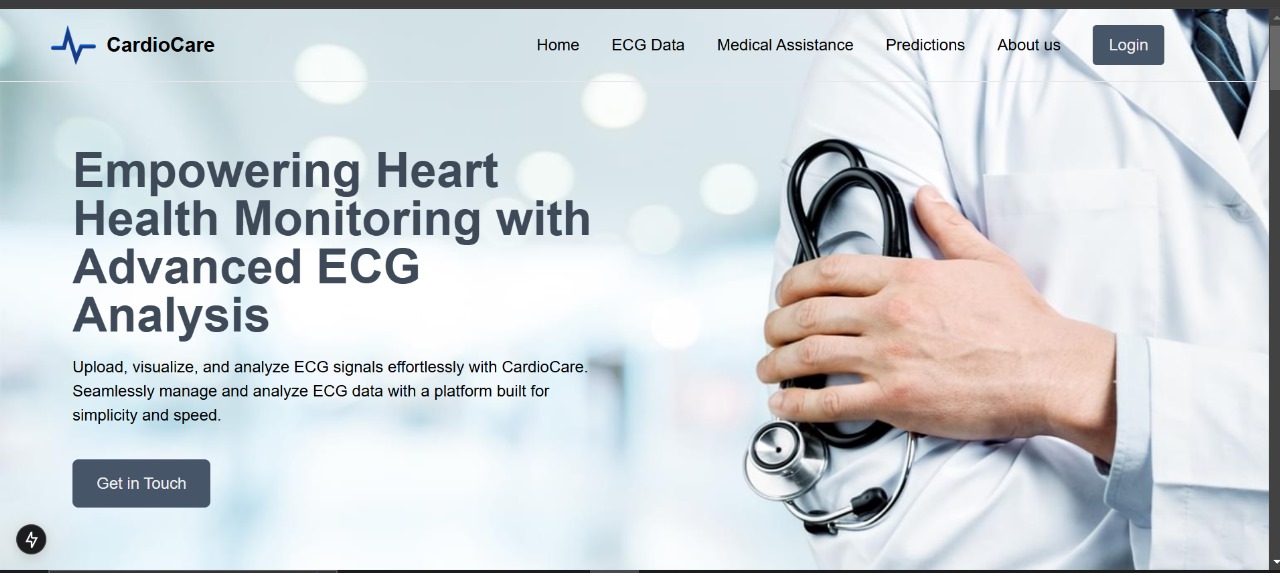 CardioCare
Home
ECG Data
Medical Assistance
Predictions
About us
Login
Empowering Heart
Health Monitoring with
Advanced ECG
Analysis
Upload, visualize, and analyze ECG signals effortlessly with CardioCare.
Seamlessly manage and analyze ECG data with a platform built for
simplicity and speed.
Get in Touch